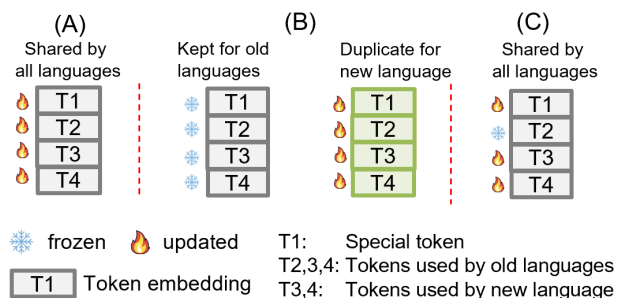 (A)
(B)
(C)
Shared by
all languages
Kept for old
languages
Duplicate for
new language
Shared by
all languages
T1
T2
T3
T4
T1
T2
T3
T4
T1
T2
T3
T4
T1
T2
T3
T4
frozen
updated
T1
Token embedding
T1: Special token
T2,3,4: Tokens used by old languages
T3,4: Tokens used by new language